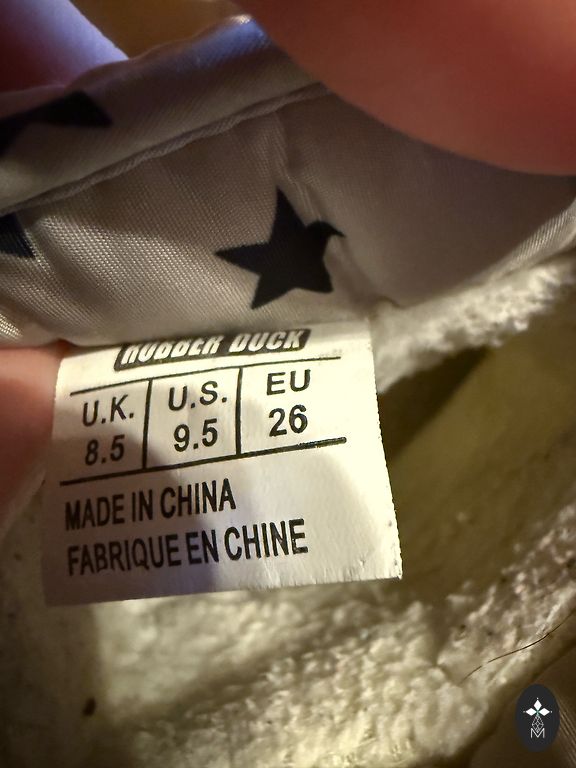 RUBBER DUCK
U.K. U.S. EU
8.5 9.5 26
MADE IN CHINA
FABRIQUE EN CHINE
M